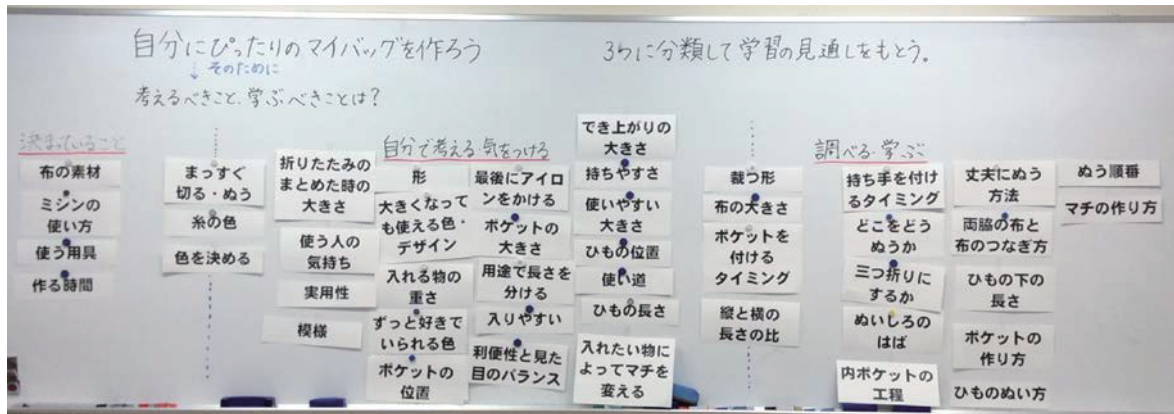 自分にぴったりのマイバッグを作ろう
↓そのために
考えるべきこと、学ぶべきことは?
3つに分類して学習の見通しをもとう。
決まっていること
布の素材
ミシンの
使い方
使う用具
作る時間
まっすぐ
切る・ぬう
糸の色
色を決める
自分で考える・気をつける
折りたたみの
まとめた時の
大きさ
使う人の
気持ち
実用性
模様
形
大きくなって
も使える色・
デザイン
入れる物の
重さ
ずっと好きで
いられる色
ポケットの
位置
最後にアイロ
ンをかける
ポケットの
大きさ
用途で長さを
分ける
入りやすい
利便性と見た
目のバランス
でき上がりの
大きさ
持ちやすさ
使いやすい
大きさ
ひもの位置
使い道
ひもの長さ
入れたい物に
よってマチを
変える
裁つ形
布の大きさ
ポケットを
付ける
タイミング
縦と横の
長さの比
調べる・学ぶ
持ち手を付け
るタイミング
どこをどう
ぬうか
三つ折りに
するか
ぬいしろの
はば
内ポケットの
工程
丈夫にぬう
方法
両脇の布と
布のつなぎ方
ひもの下の
長さ
ポケットの
作り方
ひものぬい方
ぬう順番
マチの作り方